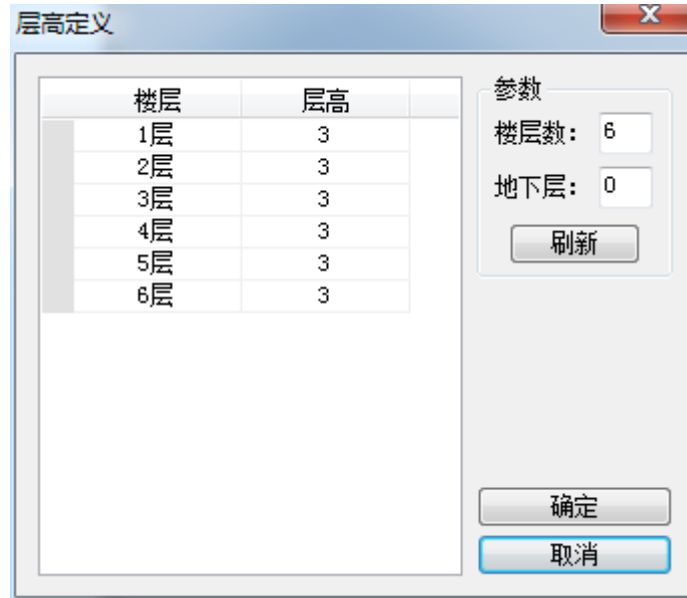 层高定义
x
楼层 层高
1层 3
2层 3
3层 3
4层 3
5层 3
6层 3
参数
楼层数: 6
地下层: 0
刷新
确定
取消